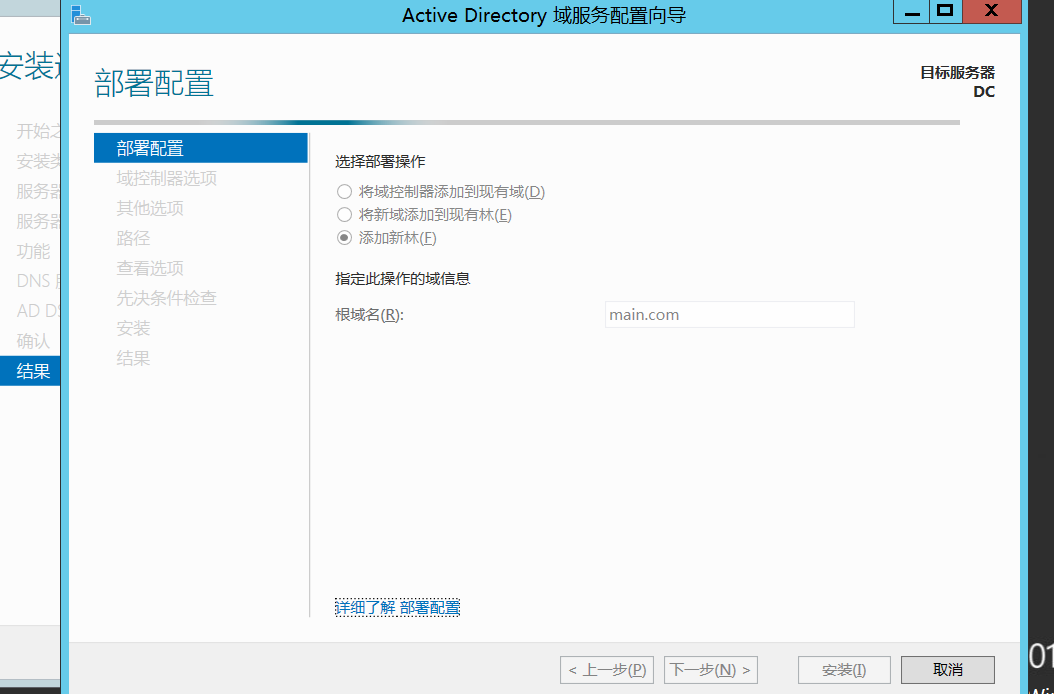 Active Directory 域服务配置向导
部署配置
目标服务器
DC
开始之
安装类
服务器
服务器
功能
DNS
AD DS
确认
结果
部署配置
域控制器选项
其他选项
路径
查看选项
先决条件检查
安装
结果
选择部署操作
将域控制器添加到现有域(D)
将新域添加到现有林(E)
添加新林(F)
指定此操作的域信息
根域名(R):
main.com
详细了解 部署配置
< 上一步(P)
下一步(N) >
安装(I)
取消
01